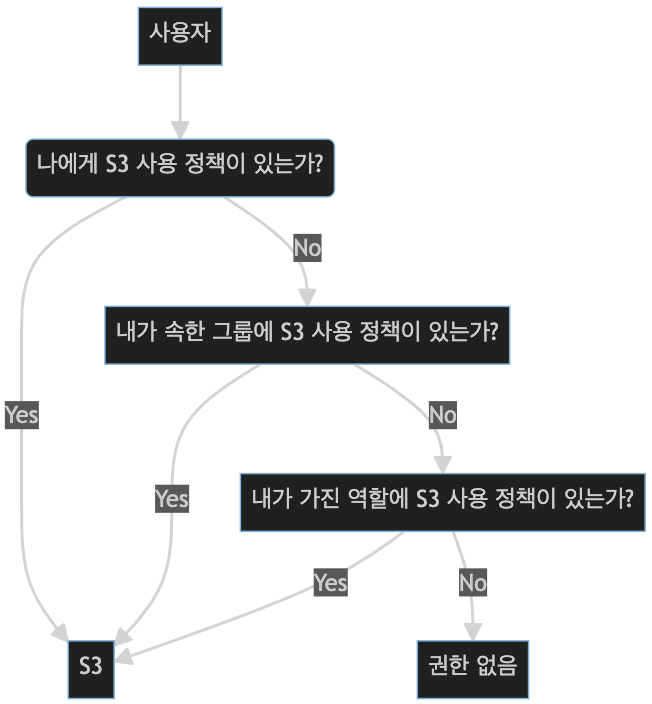 사용자
나에게 S3 사용 정책이 있는가?
No
내가 속한 그룹에 S3 사용 정책이 있는가?
Yes
No
Yes
내가 가진 역할에 S3 사용 정책이 있는가?
Yes
No
S3
권한 없음